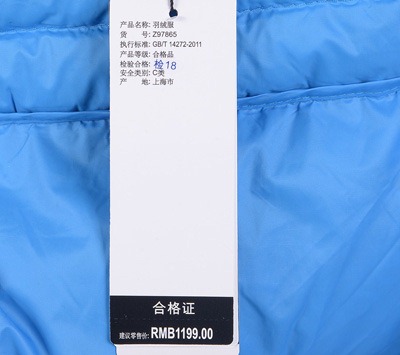 产品名称: 羽绒服
货　　号: Z97865
执行标准: GB/T 14272-2011
产品等级: 合格品
检验合格: 检18
安全类别: C类
产　　地: 上海市
合格证
建议零售价: RMB1199.00